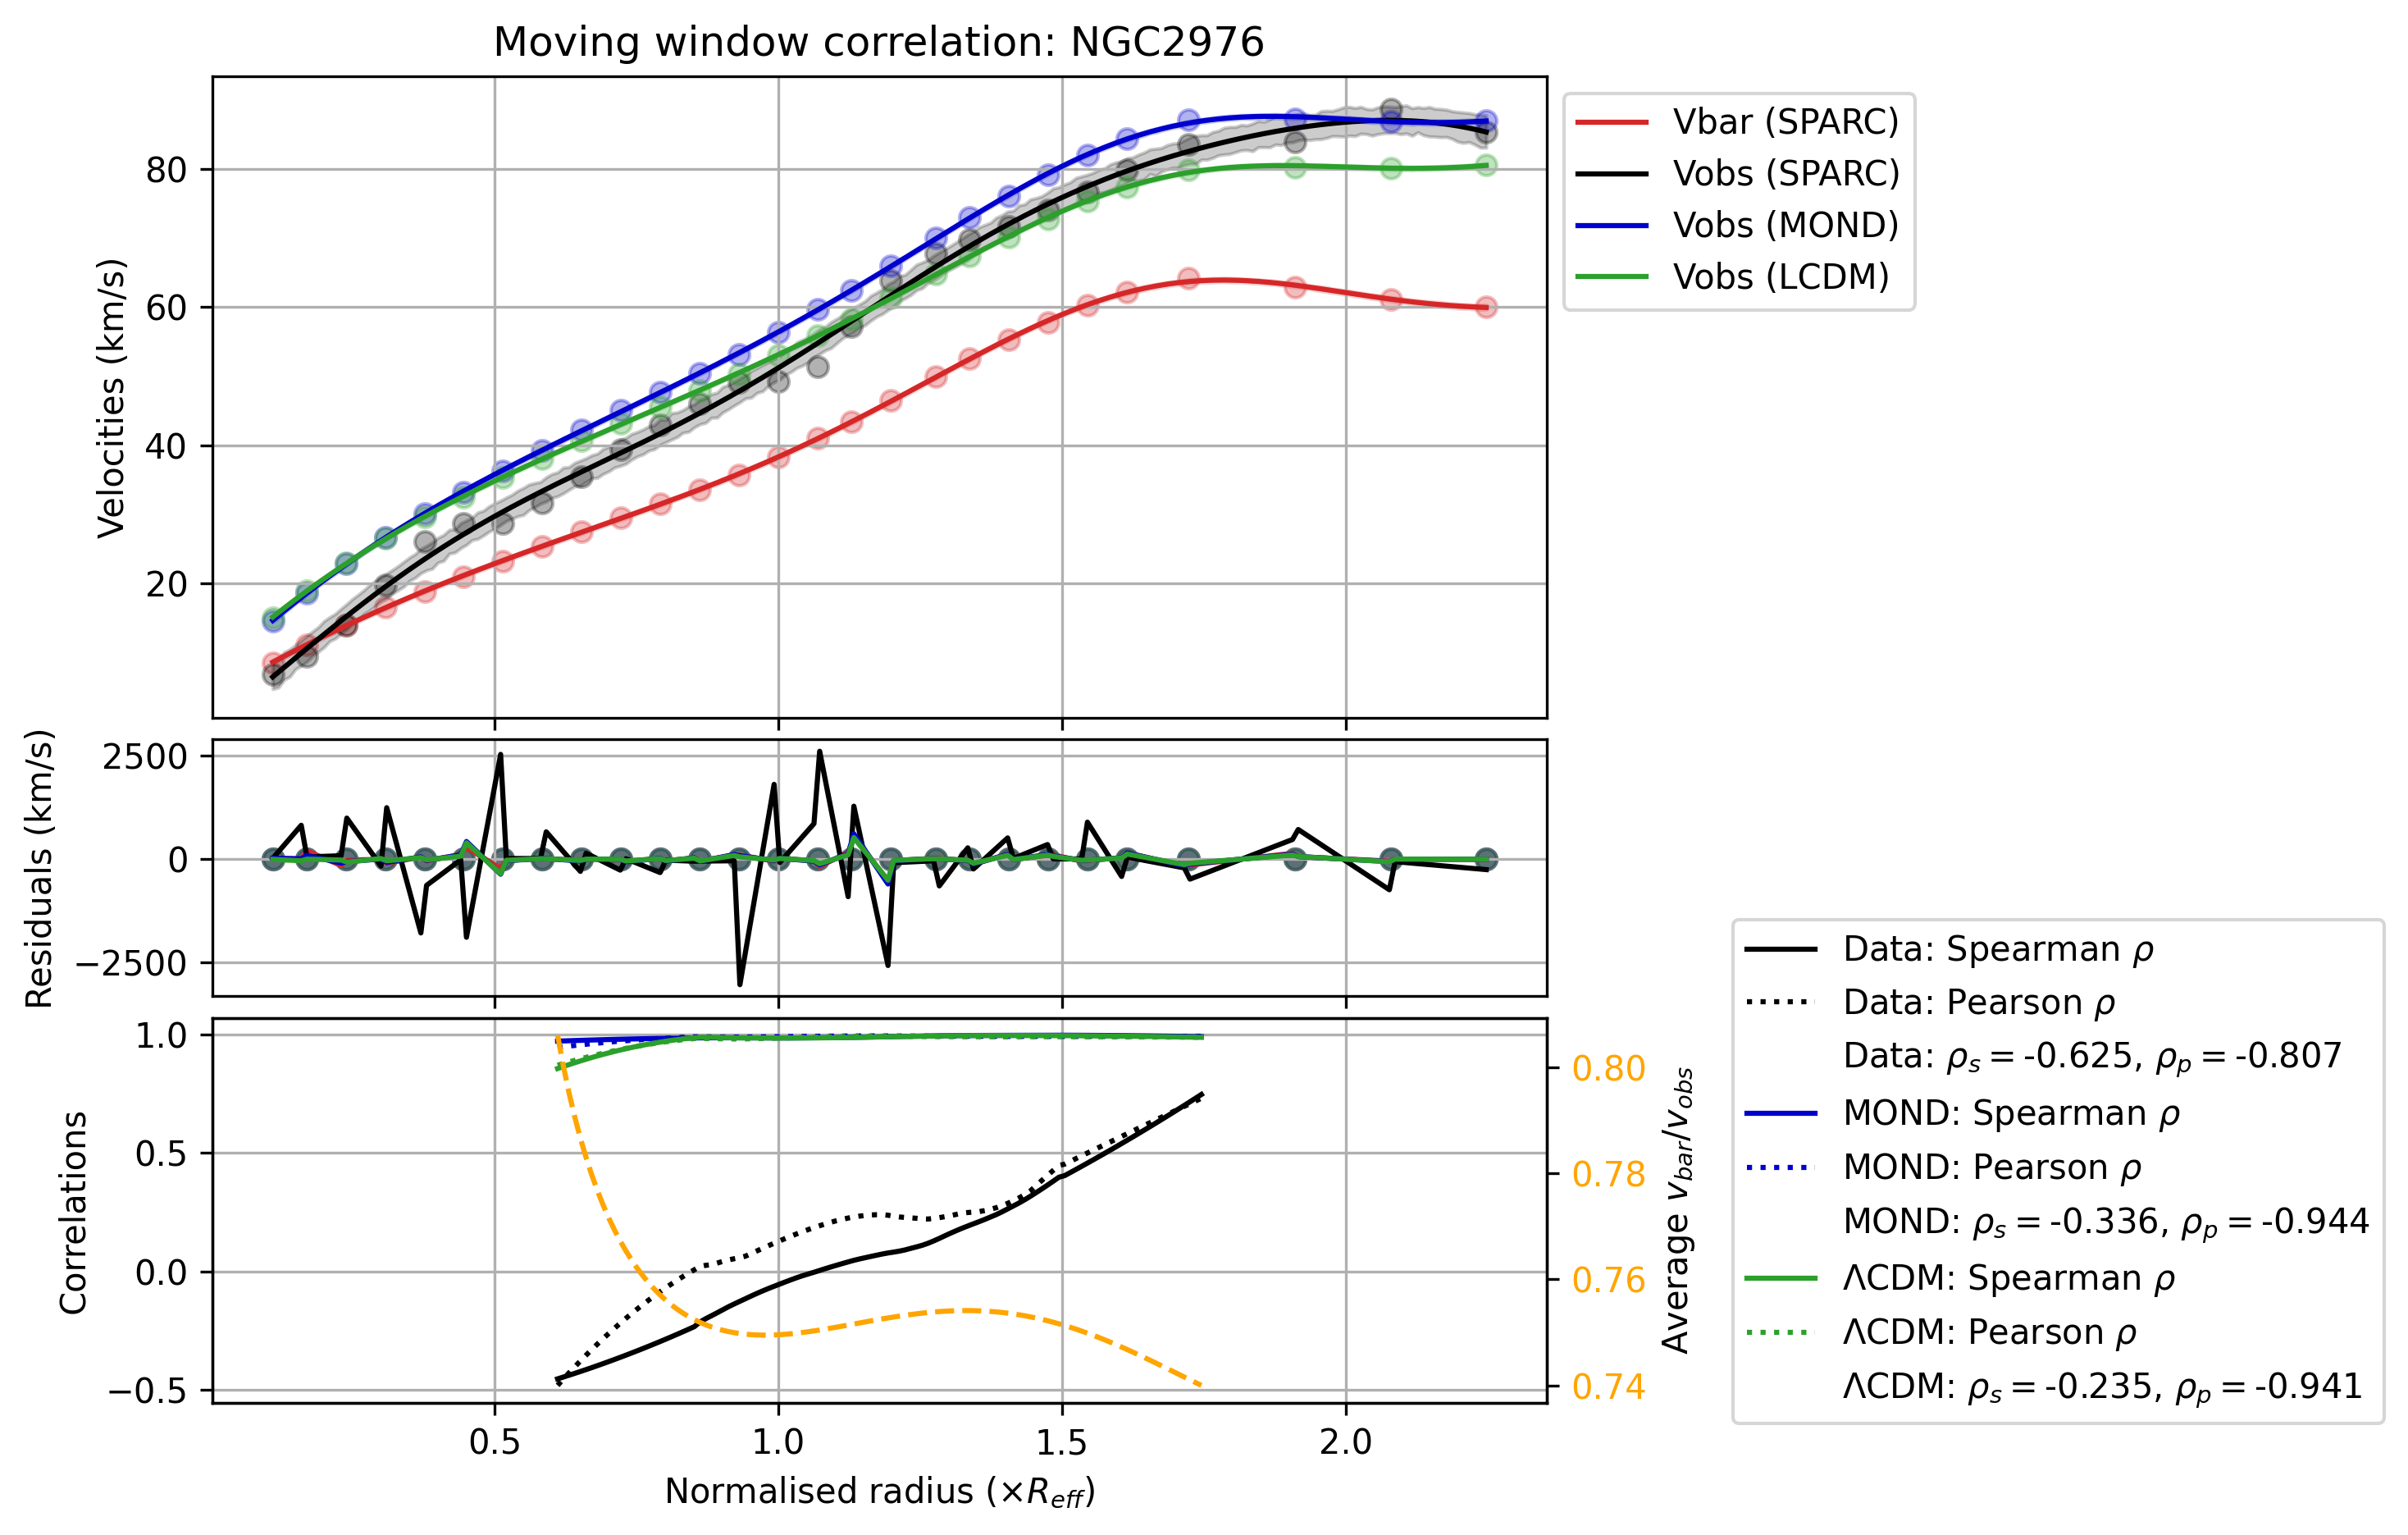 Moving window correlation: NGC2976
Velocities (km/s)
80
60
40
20
Vbar (SPARC)
Vobs (SPARC)
Vobs (MOND)
Vobs (LCDM)
Residuals (km/s)
2500
0
−2500
Correlations
1.0
0.5
0.0
−0.5
0.80
0.78
0.76
0.74
Average v_bar/v_obs
0.5 1.0 1.5 2.0
Normalised radius (×R_eff)
Data: Spearman ρ
Data: Pearson ρ
Data: ρ_s = -0.625, ρ_p = -0.807
MOND: Spearman ρ
MOND: Pearson ρ
MOND: ρ_s = -0.336, ρ_p = -0.944
ΛCDM: Spearman ρ
ΛCDM: Pearson ρ
ΛCDM: ρ_s = -0.235, ρ_p = -0.941